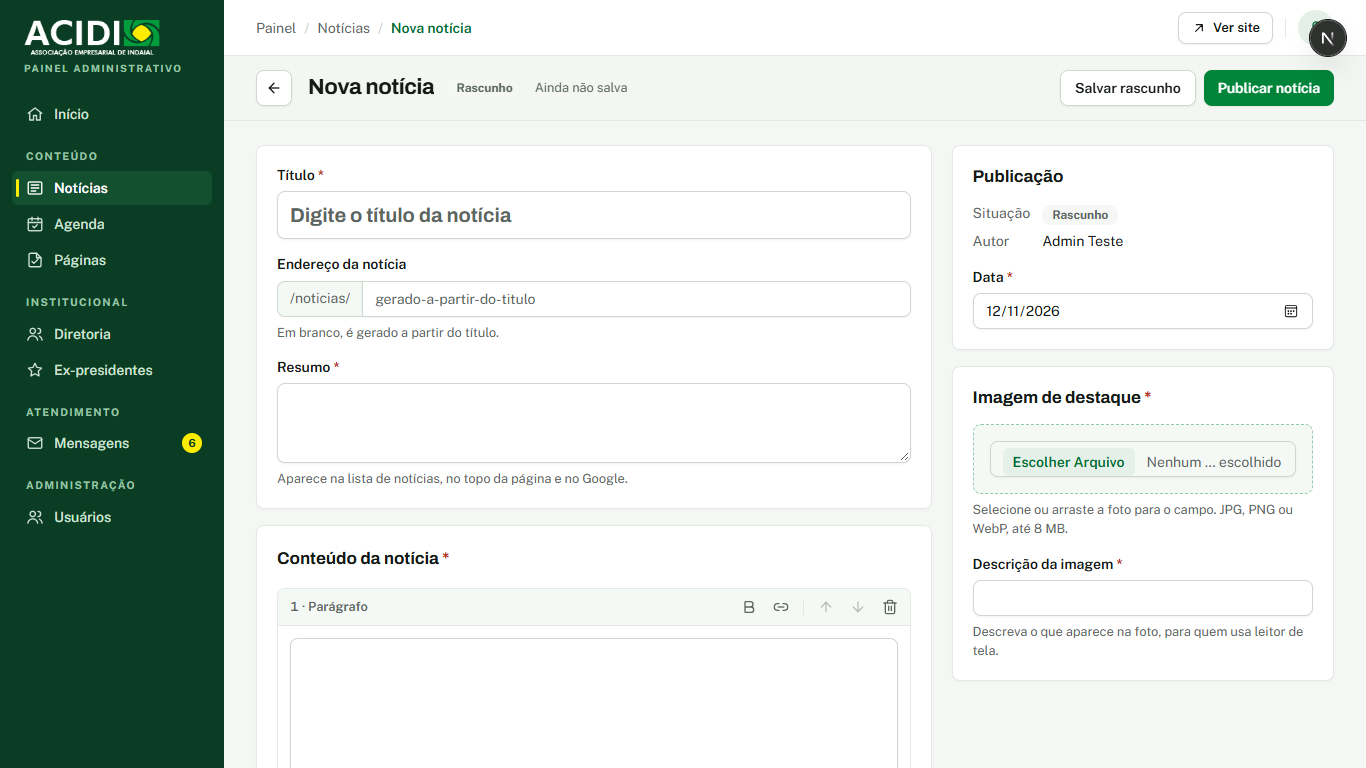 ACIDI
ASSOCIAÇÃO EMPRESARIAL DE INDAIAL
PAINEL ADMINISTRATIVO
Início
CONTEÚDO
Notícias
Agenda
Páginas
INSTITUCIONAL
Diretoria
Ex-presidentes
ATENDIMENTO
Mensagens 6
ADMINISTRAÇÃO
Usuários
Painel / Notícias / Nova notícia
Ver site
N
Nova notícia Rascunho Ainda não salva
Salvar rascunho Publicar notícia
Título *
Digite o título da notícia
Endereço da notícia
/noticias/ gerado-a-partir-do-titulo
Em branco, é gerado a partir do título.
Resumo *
Aparece na lista de notícias, no topo da página e no Google.
Conteúdo da notícia *
1 · Parágrafo B
Publicação
Situação Rascunho
Autor Admin Teste
Data *
12/11/2026
Imagem de destaque *
Escolher Arquivo Nenhum ... escolhido
Selecione ou arraste a foto para o campo. JPG, PNG ou
WebP, até 8 MB.
Descrição da imagem *
Descreva o que aparece na foto, para quem usa leitor de
tela.